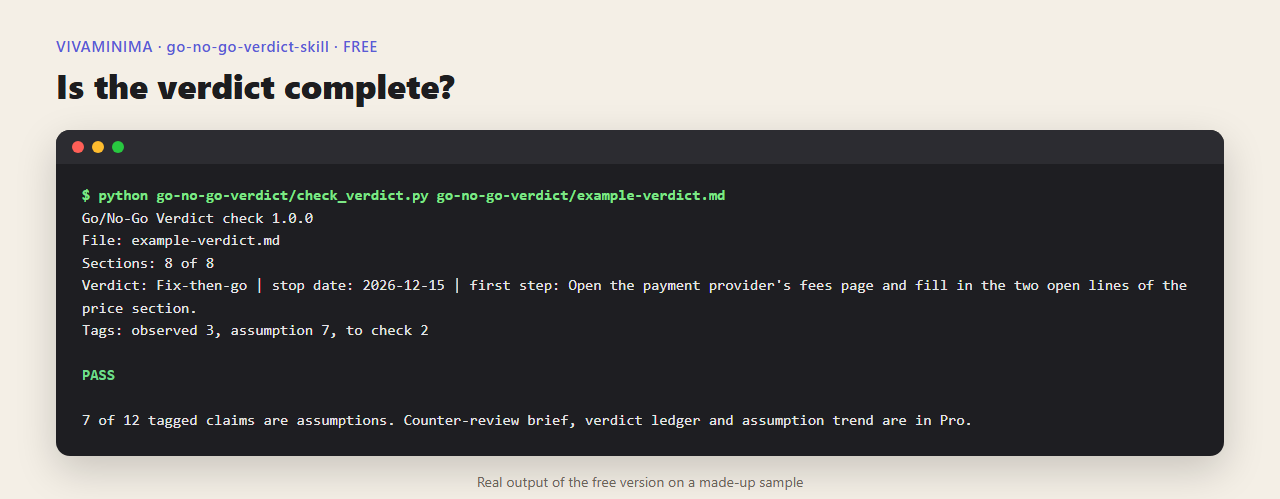 VIVAMINIMA · go-no-go-verdict-skill · FREE
Is the verdict complete?
$ python go-no-go-verdict/check_verdict.py go-no-go-verdict/example-verdict.md
Go/No-Go Verdict check 1.0.0
File: example-verdict.md
Sections: 8 of 8
Verdict: Fix-then-go | stop date: 2026-12-15 | first step: Open the payment provider's fees page and fill in the two open lines of the
price section.
Tags: observed 3, assumption 7, to check 2
PASS
7 of 12 tagged claims are assumptions. Counter-review brief, verdict ledger and assumption trend are in Pro.
Real output of the free version on a made-up sample